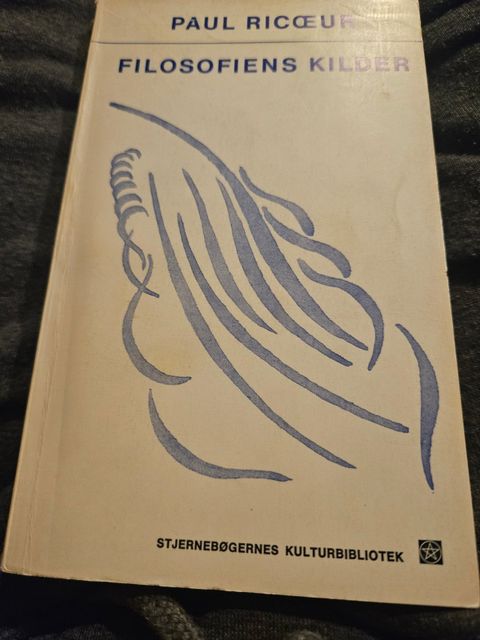 PAUL RICŒUR
FILOSOFIENS KILDER
STJERNEBØGERNES KULTURBIBLIOTEK